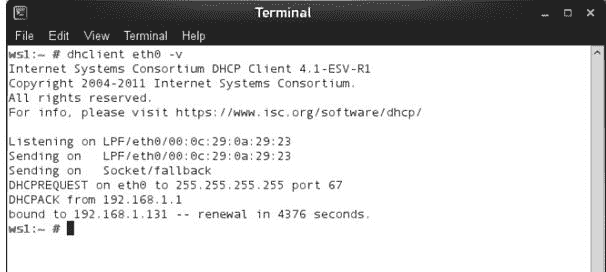 Terminal
File Edit View Terminal Help
ws1:~ # dhclient eth0 -v
Internet Systems Consortium DHCP Client 4.1-ESV-R1
Copyright 2004-2011 Internet Systems Consortium.
All rights reserved.
For info, please visit https://www.isc.org/software/dhcp/

Listening on LPF/eth0/00:0c:29:0a:29:23
Sending on   LPF/eth0/00:0c:29:0a:29:23
Sending on   Socket/fallback
DHCPREQUEST on eth0 to 255.255.255.255 port 67
DHCPACK from 192.168.1.1
bound to 192.168.1.131 -- renewal in 4376 seconds.
ws1:~ #